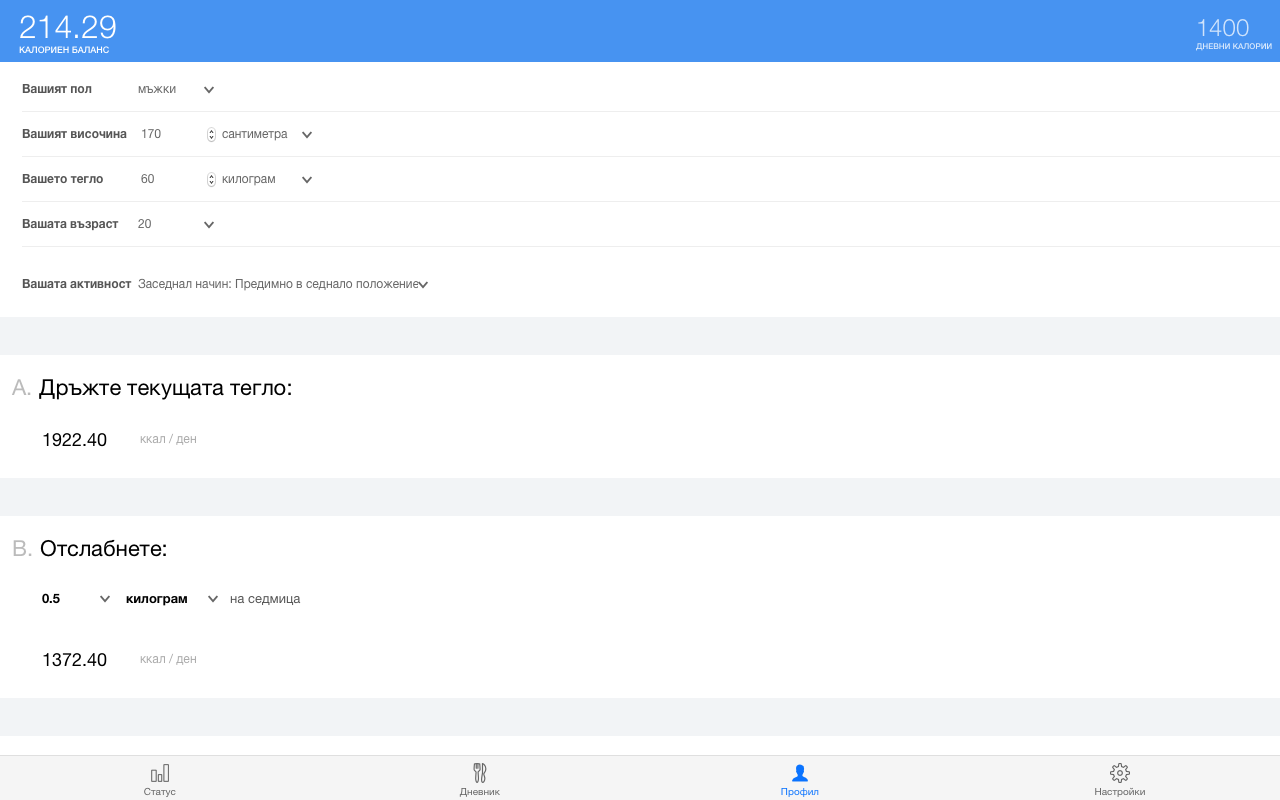 214.29
КАЛОРИЕН БАЛАНС
1400
ДНЕВНИ КАЛОРИИ
Вашият пол мъжки
Вашият височина 170 сантиметра
Вашето тегло 60 килограм
Вашата възраст 20
Вашата активност Заседнал начин: Предимно в седнало положение
A. Дръжте текущата тегло:
1922.40 ккал / ден
B. Отслабнете:
0.5 килограм на седмица
1372.40 ккал / ден
Статус Дневник Профил Настройки